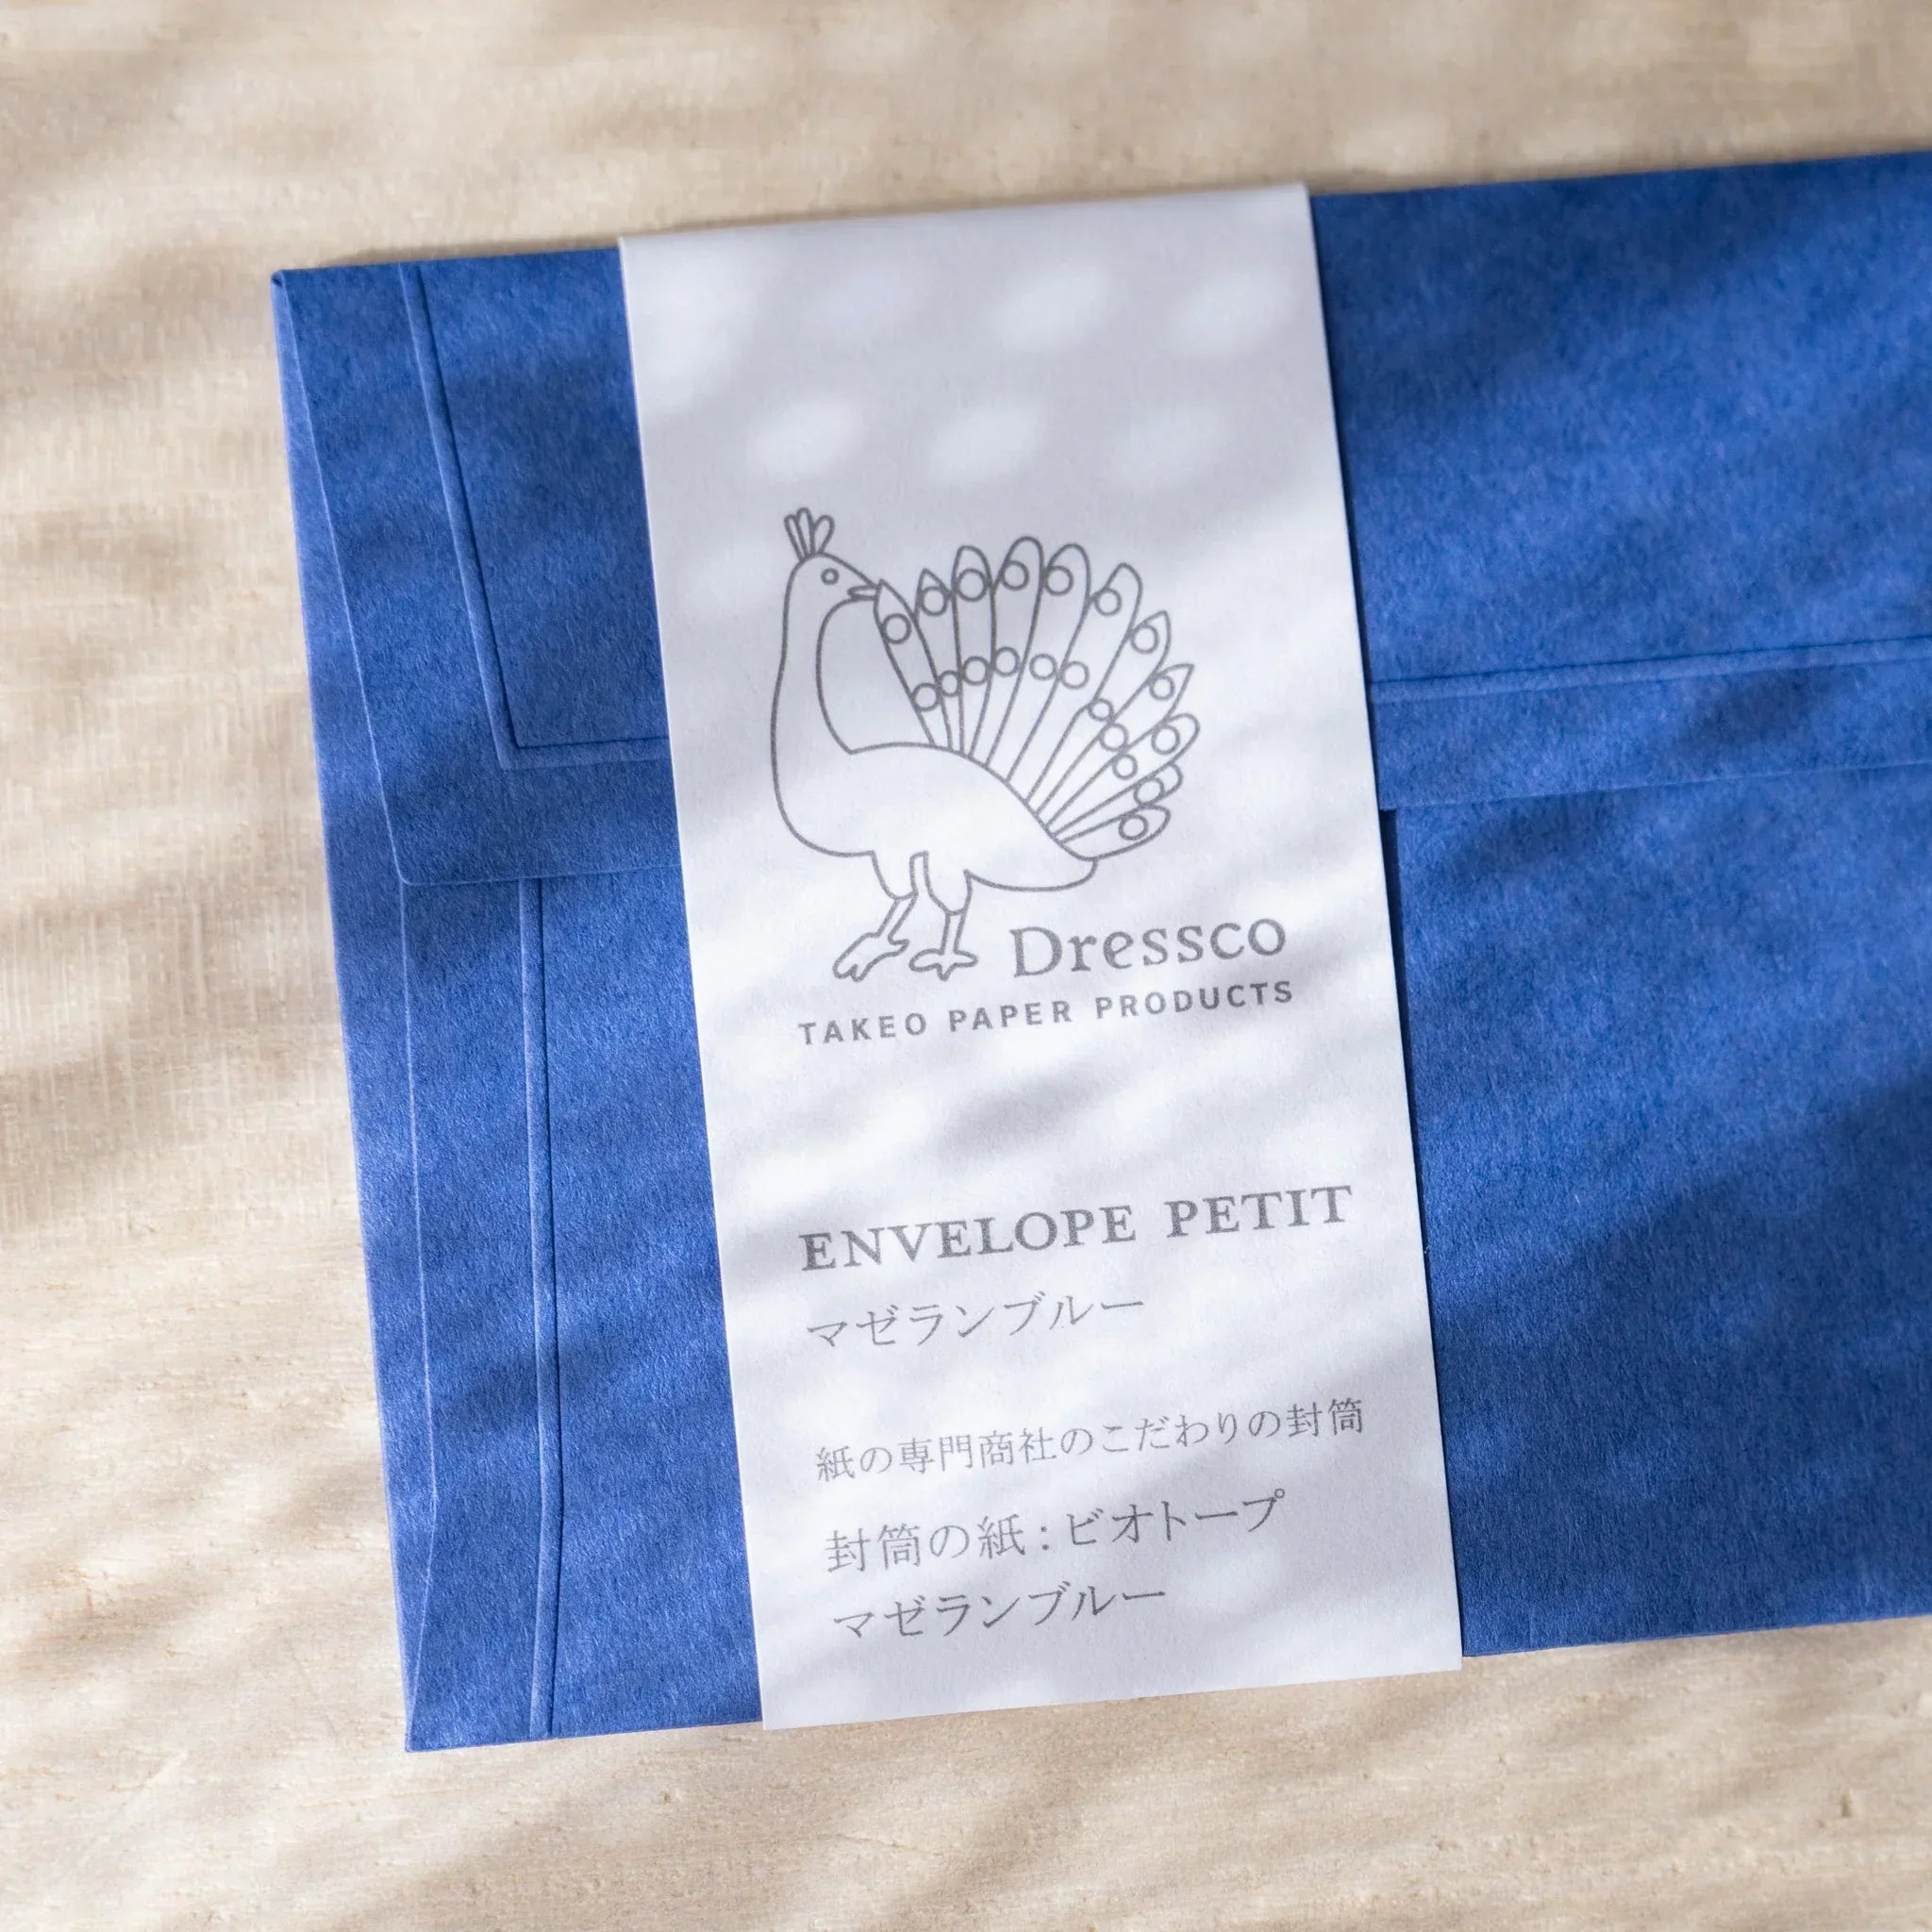 Dressco
TAKEO PAPER PRODUCTS
ENVELOPE PETIT
マゼランブルー
紙の専門商社のこだわりの封筒
封筒の紙：ビオトープ
マゼランブルー